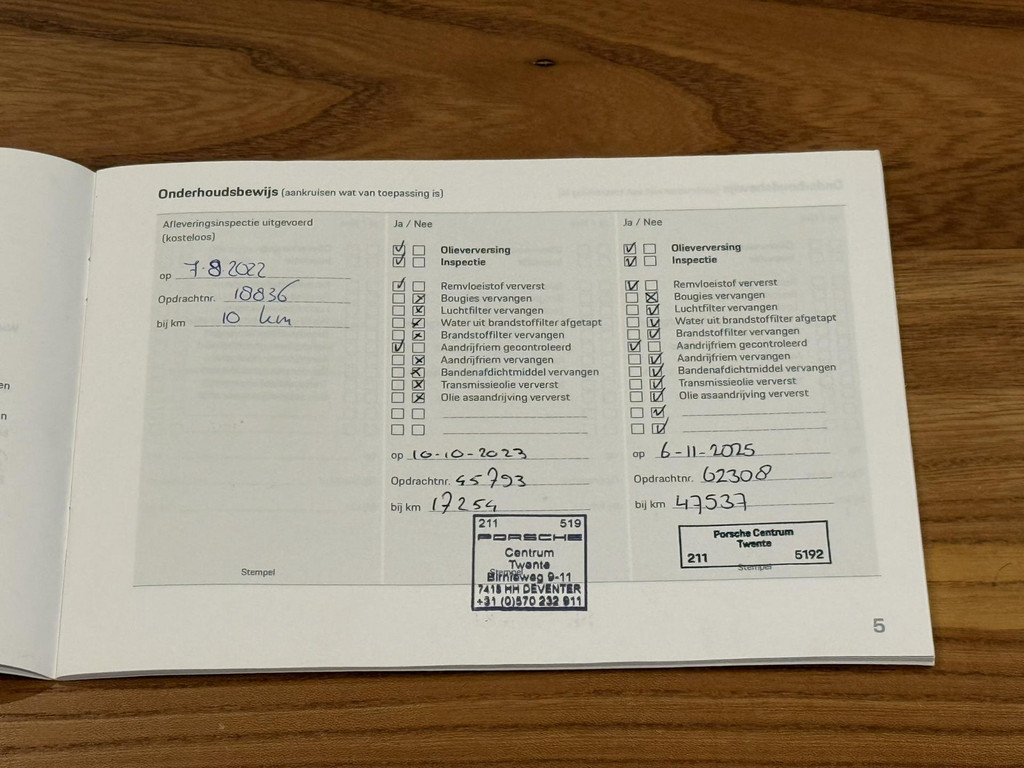 Onderhoudsbewijs (aankruisen wat van toepassing is)
Afleveringsinspectie uitgevoerd
(kosteloos)
op 7-8-2022
Opdrachtnr. 18836
bij km 10 km
Stempel
Ja / Nee
Olieverversing
Inspectie
Remvloeistof ververst
Bougies vervangen
Luchtfilter vervangen
Water uit brandstoffilter afgetapt
Brandstoffilter vervangen
Aandrijfriem gecontroleerd
Aandrijfriem vervangen
Bandenafdichtmiddel vervangen
Transmissieolie ververst
Olie asaandrijving ververst
op 10-10-2023
Opdrachtnr. 45793
bij km 17254
Stempel
211 519
PORSCHE
Centrum
Twente
Birnieweg 9-11
7418 HH DEVENTER
+31 (0)570 232 911
Ja / Nee
Olieverversing
Inspectie
Remvloeistof ververst
Bougies vervangen
Luchtfilter vervangen
Water uit brandstoffilter afgetapt
Brandstoffilter vervangen
Aandrijfriem gecontroleerd
Aandrijfriem vervangen
Bandenafdichtmiddel vervangen
Transmissieolie ververst
Olie asaandrijving ververst
op 6-11-2025
Opdrachtnr. 62308
bij km 47537
Porsche Centrum
Twente
211 5192
Stempel
5